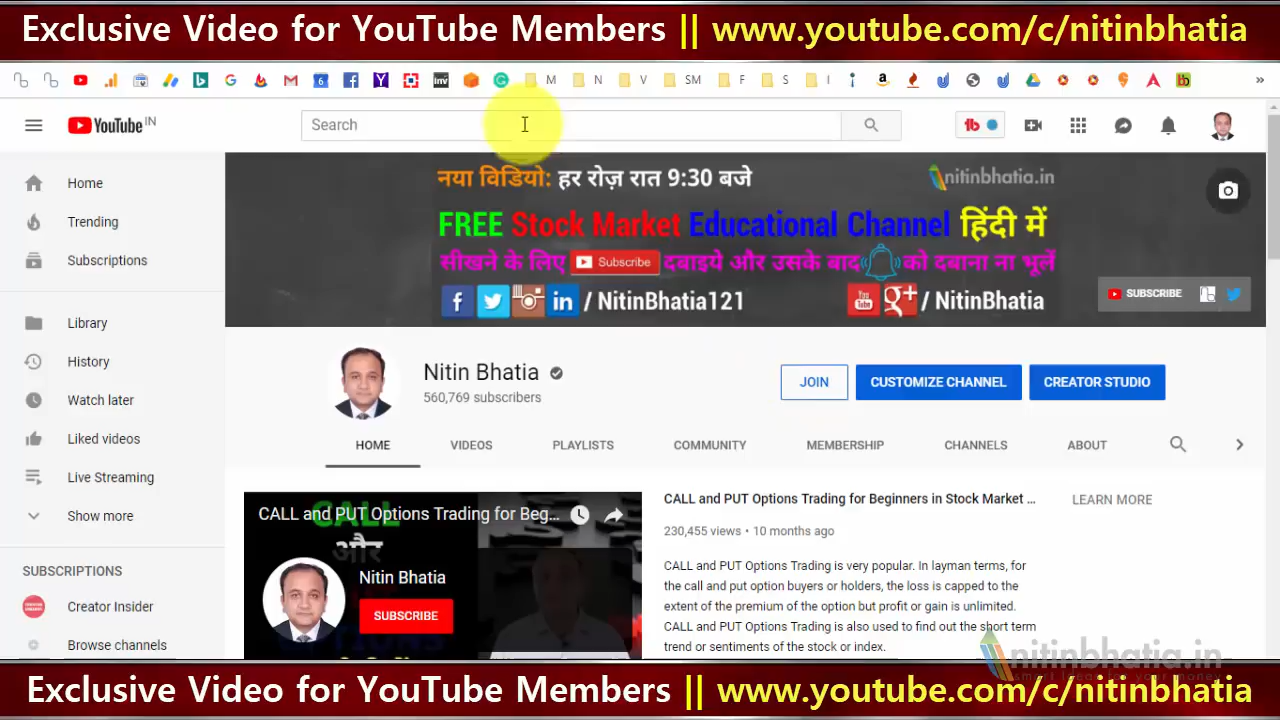 Exclusive Video for YouTube Members || www.youtube.com/c/nitinbhatia
M N V SM F S I
YouTube IN
Search
Home
Trending
Subscriptions
Library
History
Watch later
Liked videos
Live Streaming
Show more
SUBSCRIPTIONS
Creator Insider
Browse channels
नया विडियो: हर रोज़ रात 9:30 बजे
nitinbhatia.in
FREE Stock Market Educational Channel हिंदी में
सीखने के लिए Subscribe दबाइये और उसके बाद को दबाना ना भूलें
/ NitinBhatia121
/ NitinBhatia
SUBSCRIBE
Nitin Bhatia
560,769 subscribers
JOIN
CUSTOMIZE CHANNEL
CREATOR STUDIO
HOME VIDEOS PLAYLISTS COMMUNITY MEMBERSHIP CHANNELS ABOUT
CALL and PUT Options Trading for Beg...
CALL
और
Nitin Bhatia
SUBSCRIBE
CALL and PUT Options Trading for Beginners in Stock Market ...
LEARN MORE
230,455 views • 10 months ago
CALL and PUT Options Trading is very popular. In layman terms, for
the call and put option buyers or holders, the loss is capped to the
extent of the premium of the option but profit or gain is unlimited.
CALL and PUT Options Trading is also used to find out the short term
trend or sentiments of the stock or index.
nitinbhatia.in
smart ideas for your money
Exclusive Video for YouTube Members || www.youtube.com/c/nitinbhatia